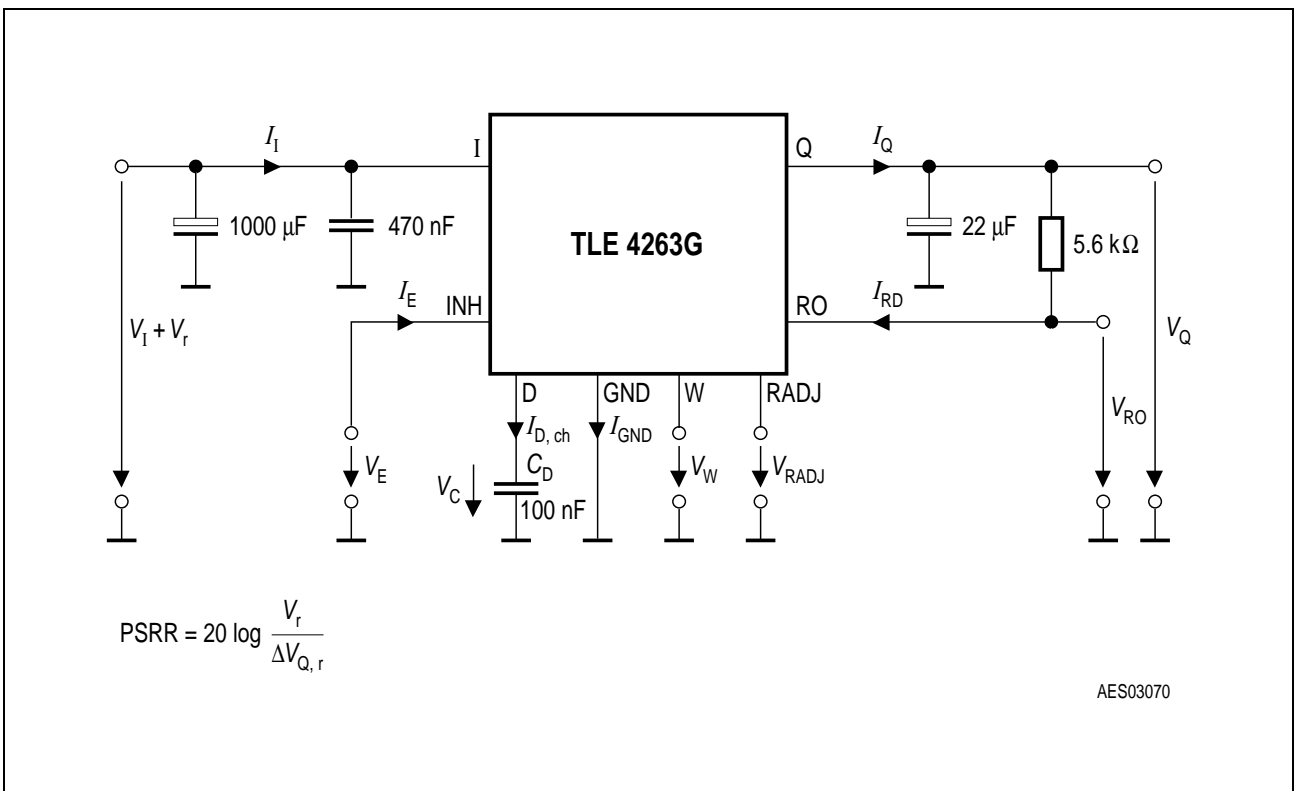 I_I
I
Q
I_Q
1000 μF
470 nF
TLE 4263G
22 μF
5.6 kΩ
I_E
INH
RO
I_RD
V_I + V_r
V_Q
D
GND
W
RADJ
V_RO
I_D, ch
I_GND
V_E
V_C
C_D
100 nF
V_W
V_RADJ
PSRR = 20 log V_r / ΔV_Q, r
AES03070